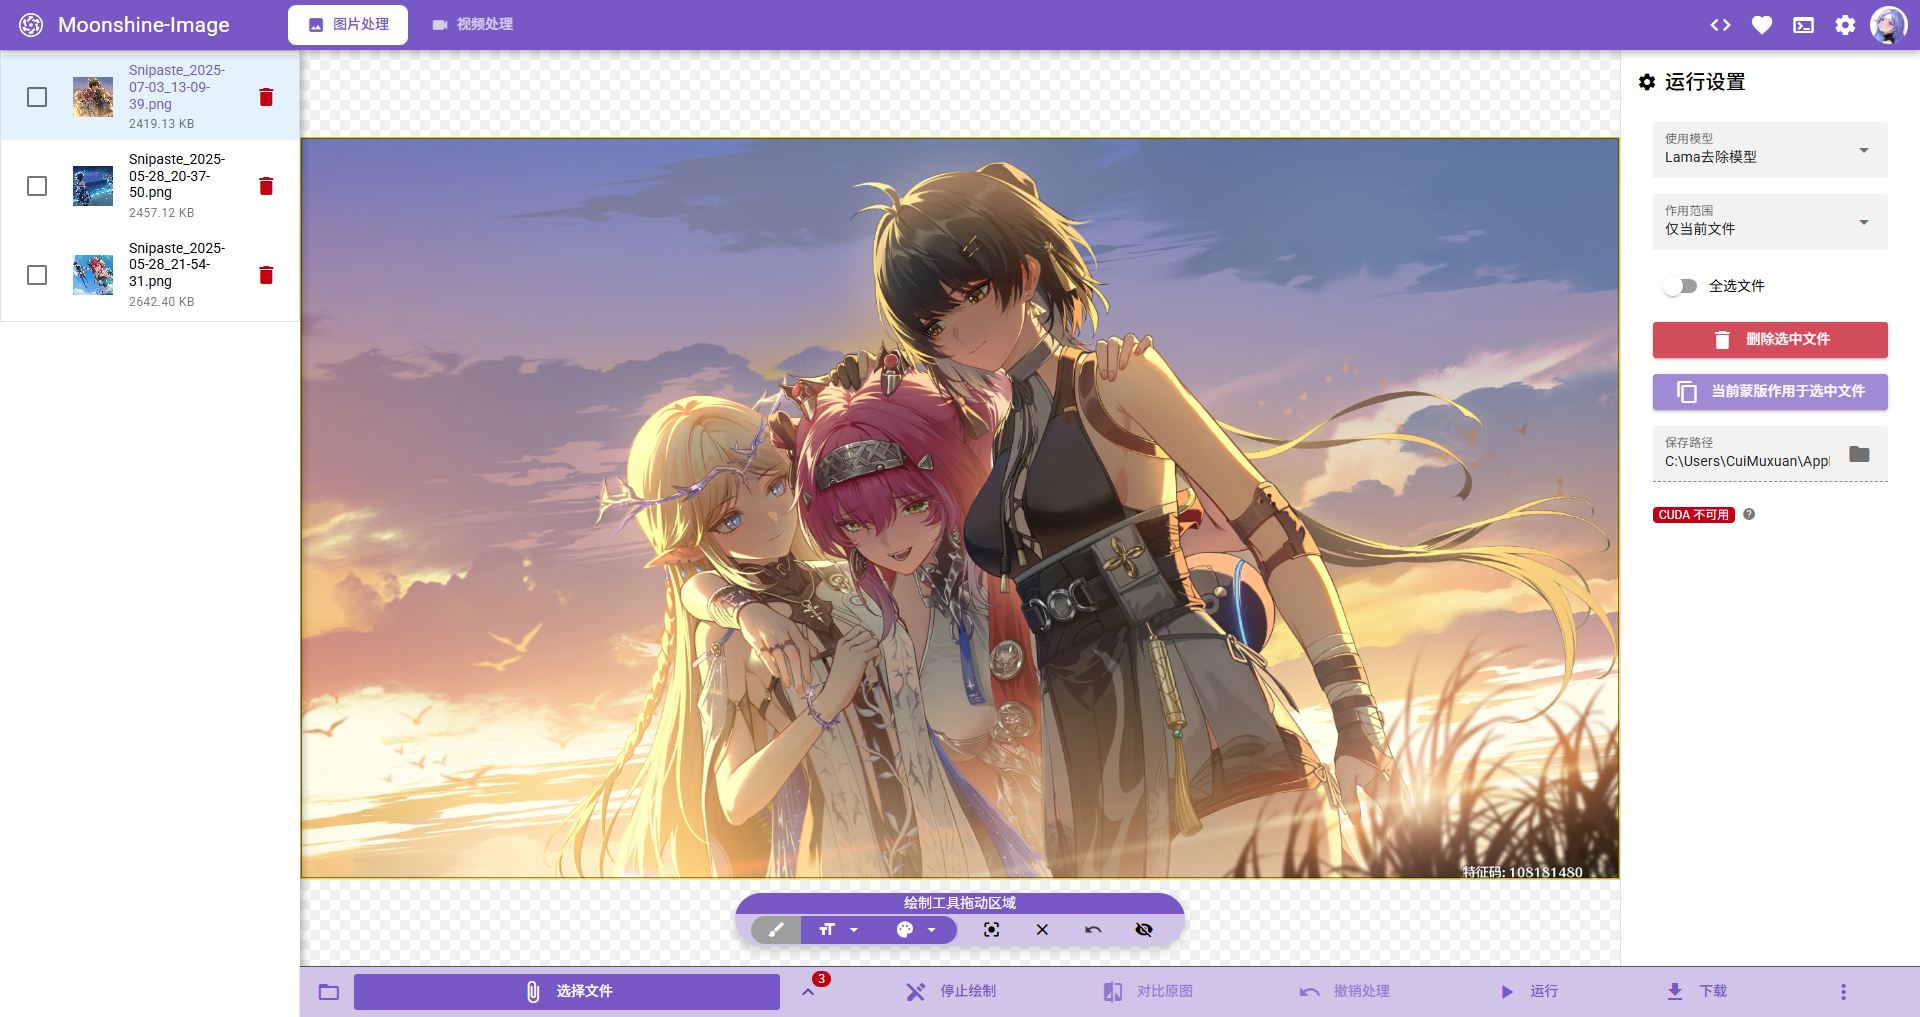 Moonshine-Image
图片处理
视频处理
Snipaste_2025-
07-03_13-09-
39.png
2419.13 KB
Snipaste_2025-
05-28_20-37-
50.png
2457.12 KB
Snipaste_2025-
05-28_21-54-
31.png
2642.40 KB
特征码: 108181480
绘制工具拖动区域
选择文件
3
停止绘制
对比原图
撤销处理
运行
下载
运行设置
使用模型
Lama去除模型
作用范围
仅当前文件
全选文件
删除选中文件
当前蒙版作用于选中文件
保存路径
C:\Users\CuiMuxuan\App
CUDA 不可用